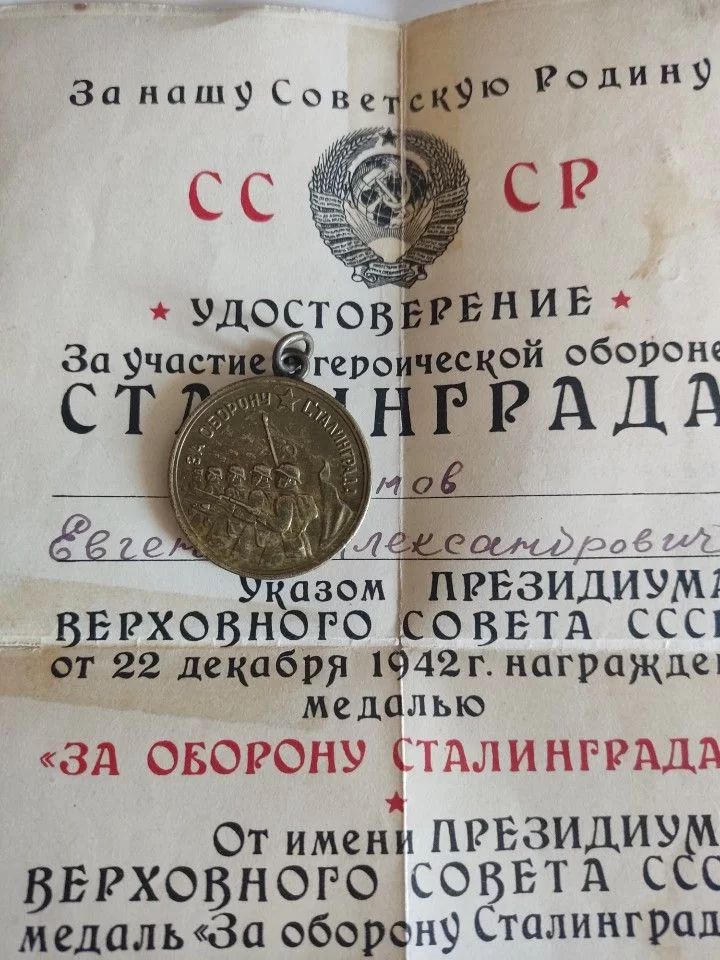 За нашу Советскую Родину
СС СР
УДОСТОВЕРЕНИЕ
За участие героической обороне
СТ НГРАДА
мов
Евге лександрович
Указом ПРЕЗИДИУМА
ВЕРХОВНОГО СОВЕТА СССР
от 22 декабря 1942 г. награжде
медалью
«ЗА ОБОРОНУ СТАЛИНГРАДА
От имени ПРЕЗИДИУМ
ВЕРХОВНОГО СОВЕТА ССС
медаль «За оборону Сталинград
ЗА ОБОРОНУ СТАЛИНГРАДА